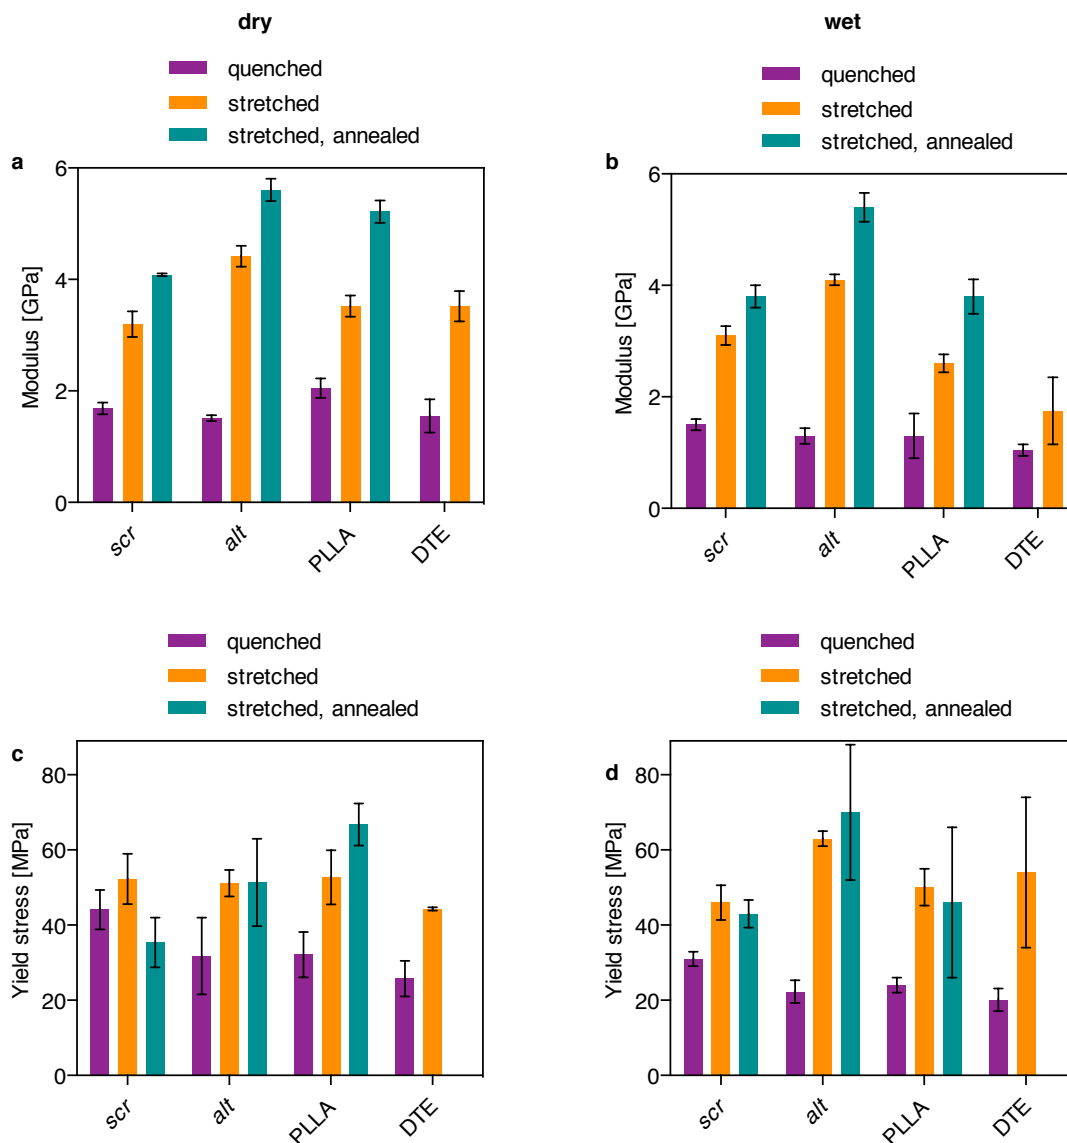 dry
wet
quenched
stretched
stretched, annealed
quenched
stretched
stretched, annealed
a
Modulus [GPa]
6
4
2
0
scr
alt
PLLA
DTE
b
Modulus [GPa]
6
4
2
0
scr
alt
PLLA
DTE
quenched
stretched
stretched, annealed
quenched
stretched
stretched, annealed
c
Yield stress [MPa]
80
60
40
20
0
scr
alt
PLLA
DTE
d
Yield stress [MPa]
80
60
40
20
0
scr
alt
PLLA
DTE